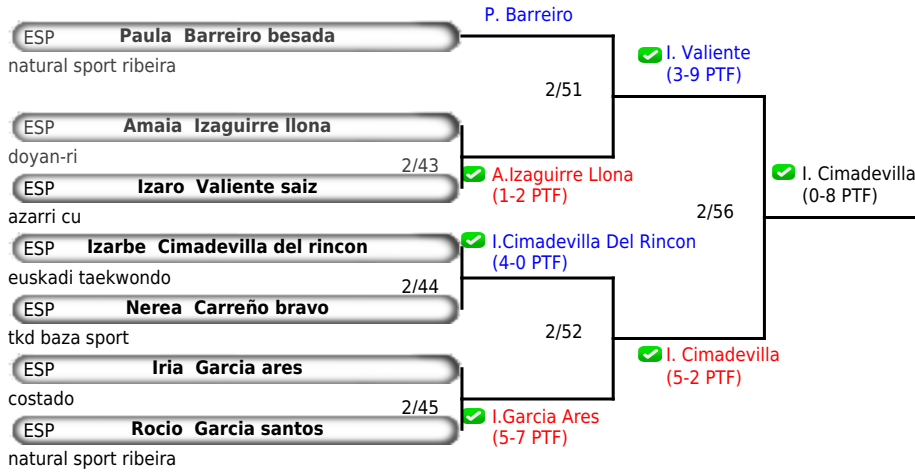 P. Barreiro
ESP Paula Barreiro besada
natural sport ribeira
I. Valiente
(3-9 PTF)
2/51
ESP Amaia Izaguirre llona
doyan-ri
2/43
A.Izaguirre Llona
(1-2 PTF)
ESP Izaro Valiente saiz
azarri cu
I. Cimadevilla
(0-8 PTF)
2/56
ESP Izarbe Cimadevilla del rincon
euskadi taekwondo
I.Cimadevilla Del Rincon
(4-0 PTF)
2/44
ESP Nerea Carreño bravo
tkd baza sport
2/52
I. Cimadevilla
(5-2 PTF)
ESP Iria Garcia ares
costado
2/45
I.Garcia Ares
(5-7 PTF)
ESP Rocio Garcia santos
natural sport ribeira